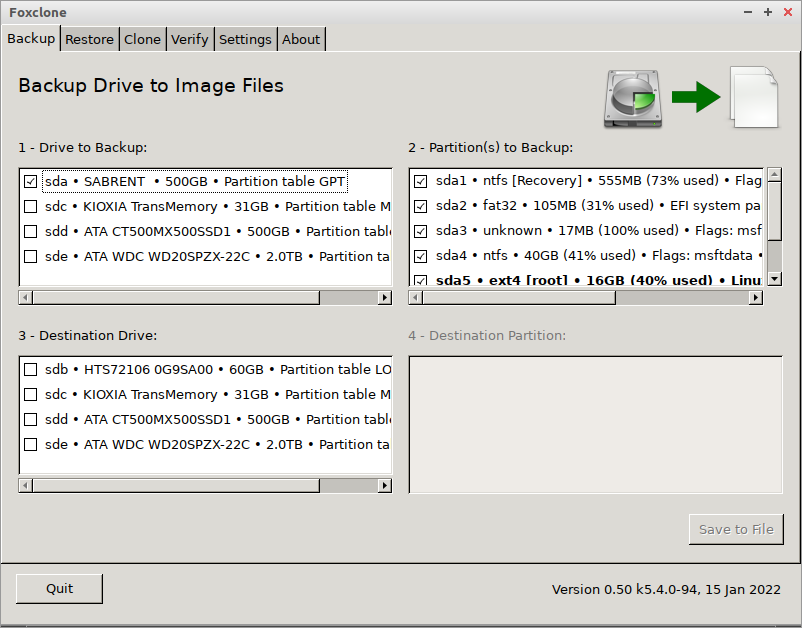 Foxclone
Backup Restore Clone Verify Settings About
Backup Drive to Image Files
1 - Drive to Backup:
sda • SABRENT • 500GB • Partition table GPT
sdc • KIOXIA TransMemory • 31GB • Partition table M
sdd • ATA CT500MX500SSD1 • 500GB • Partition tabl
sde • ATA WDC WD20SPZX-22C • 2.0TB • Partition ta
2 - Partition(s) to Backup:
sda1 • ntfs [Recovery] • 555MB (73% used) • Flag
sda2 • fat32 • 105MB (31% used) • EFI system pa
sda3 • unknown • 17MB (100% used) • Flags: msf
sda4 • ntfs • 40GB (41% used) • Flags: msftdata •
sda5 • ext4 [root] • 16GB (40% used) • Linu
3 - Destination Drive:
sdb • HTS72106 0G9SA00 • 60GB • Partition table LO
sdc • KIOXIA TransMemory • 31GB • Partition table M
sdd • ATA CT500MX500SSD1 • 500GB • Partition tabl
sde • ATA WDC WD20SPZX-22C • 2.0TB • Partition ta
4 - Destination Partition:
Save to File
Quit
Version 0.50 k5.4.0-94, 15 Jan 2022